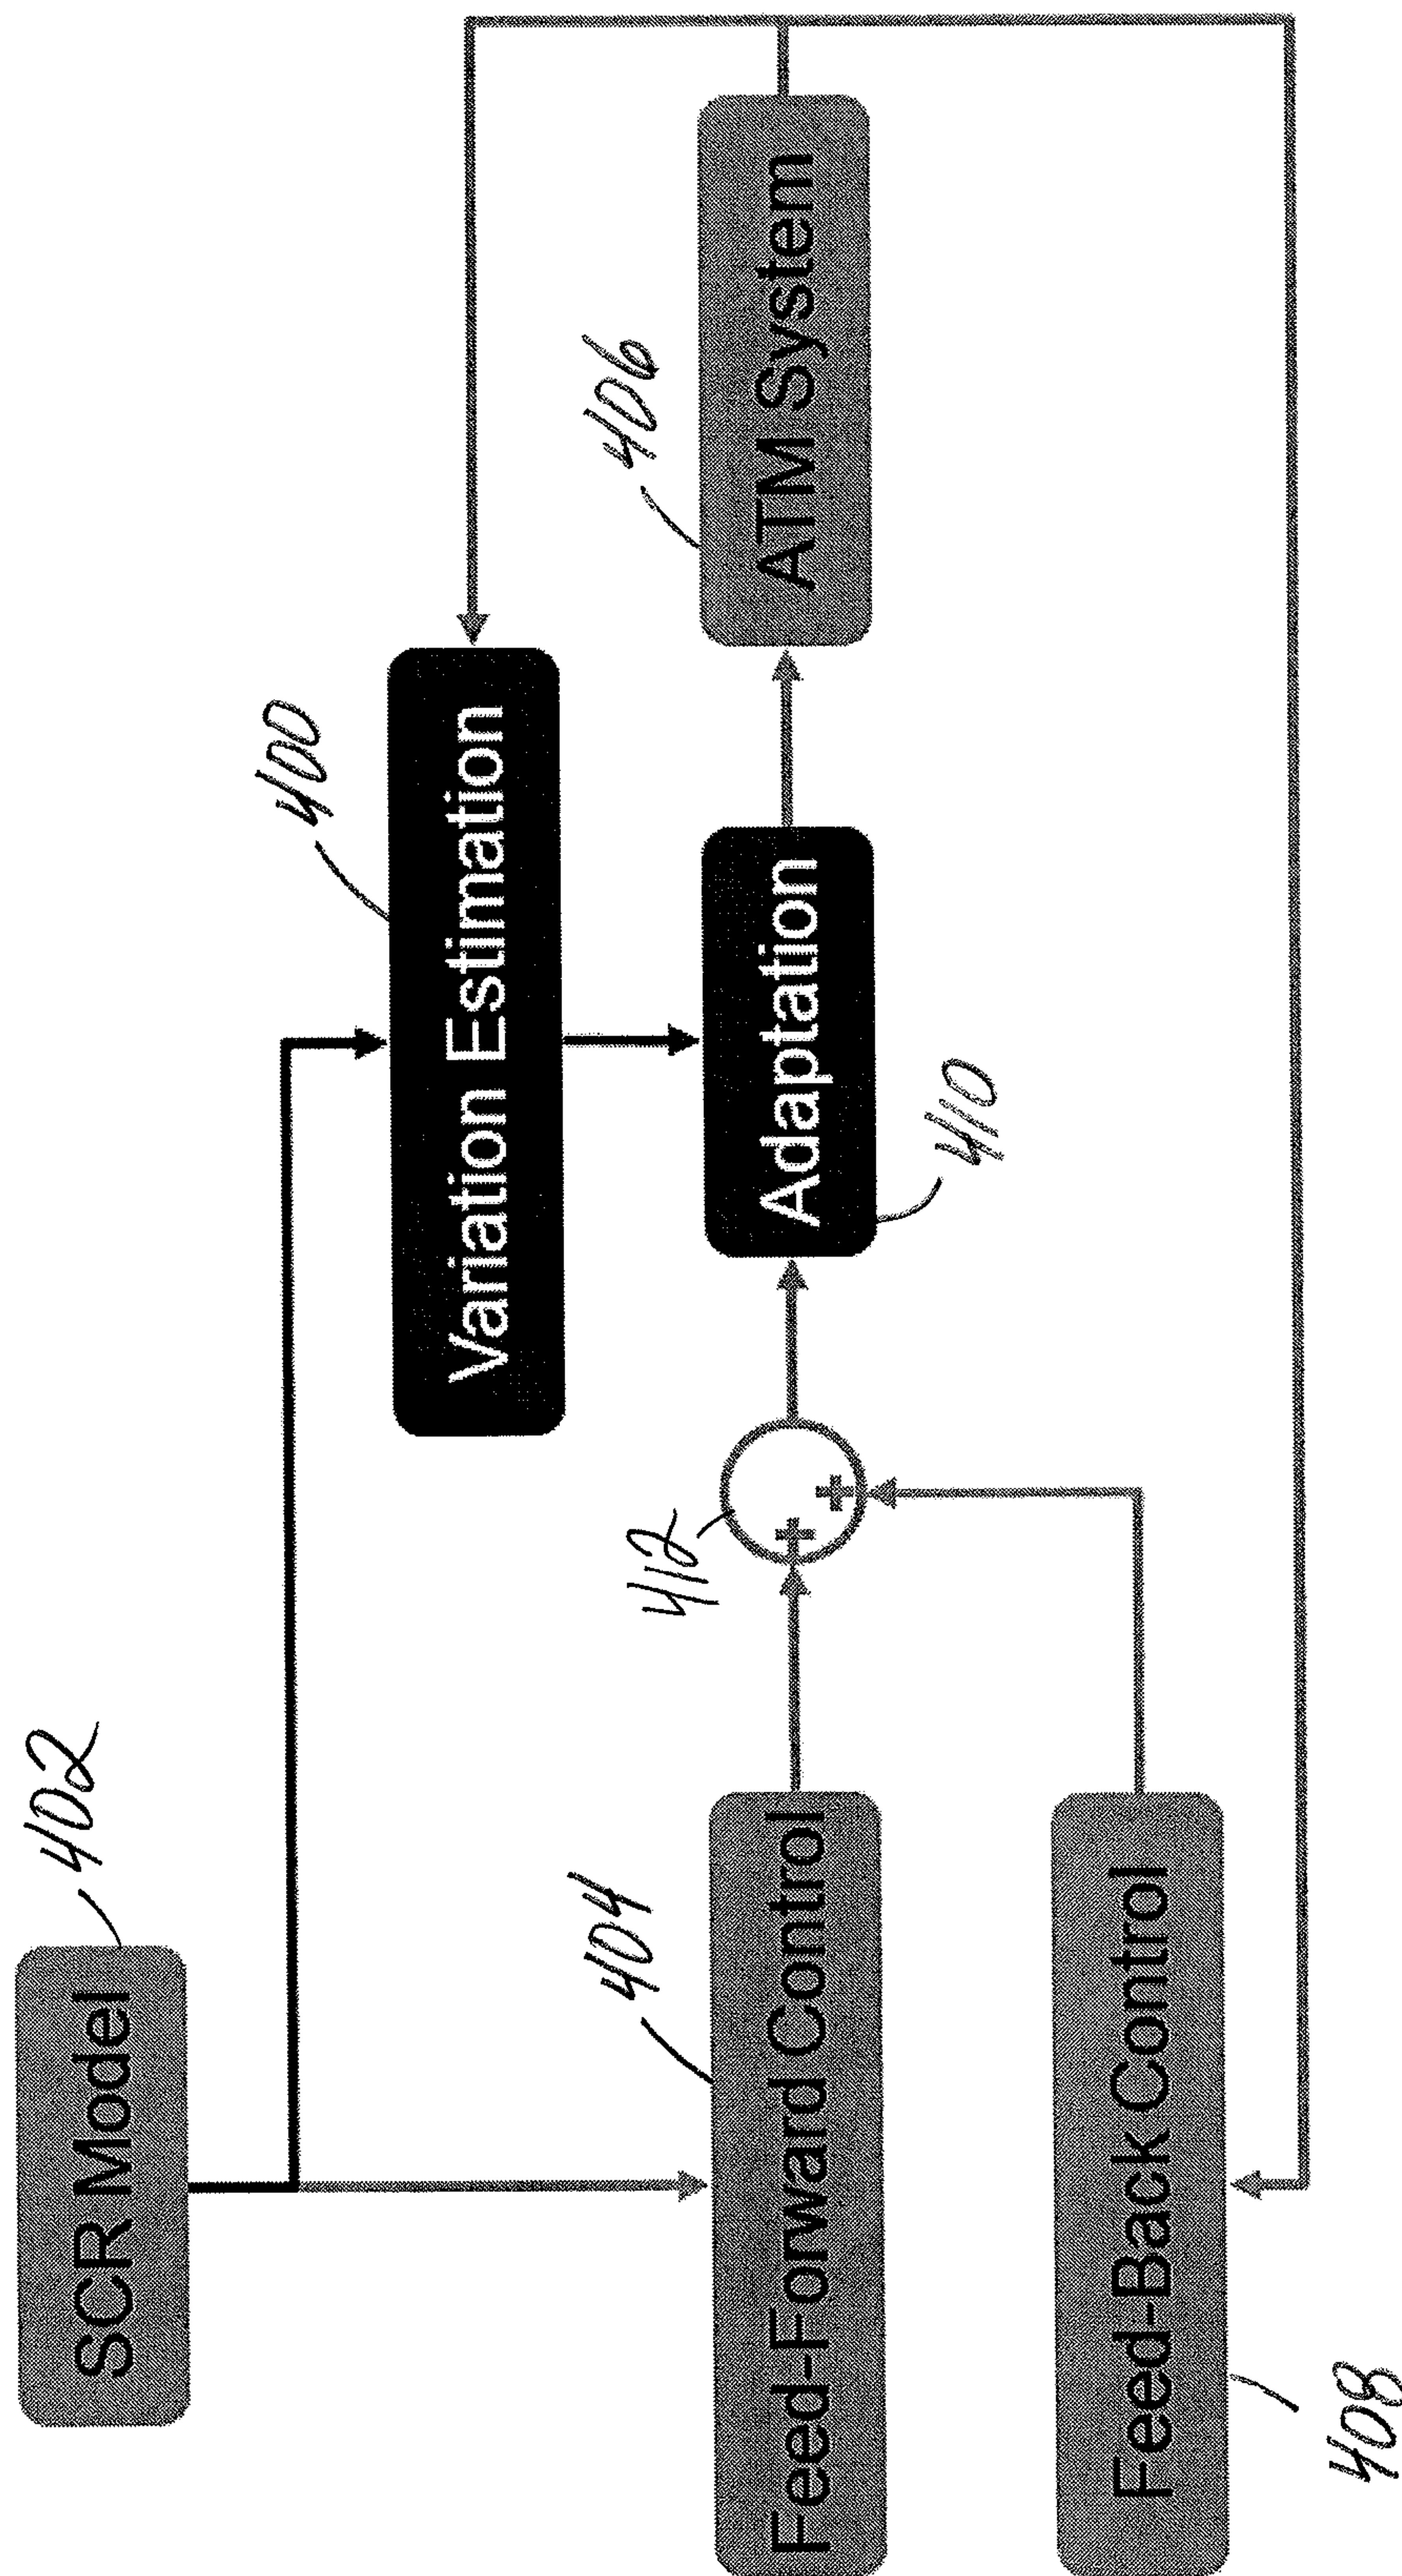 SCR Model
402
400
Variation Estimation
404
Feed-Forward Control
412
+
+
Adaptation
410
406
ATM System
Feed-Back Control
408